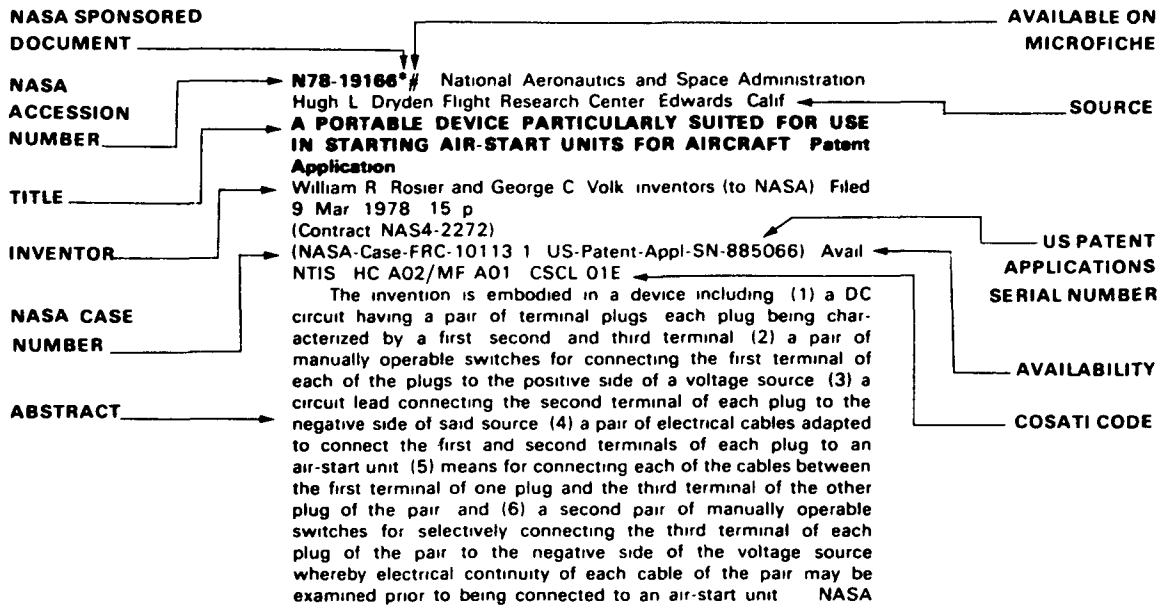 NASA SPONSORED
DOCUMENT
NASA
ACCESSION
NUMBER
TITLE
INVENTOR
NASA CASE
NUMBER
ABSTRACT
N78-19166*# National Aeronautics and Space Administration
Hugh L Dryden Flight Research Center Edwards Calif
A PORTABLE DEVICE PARTICULARLY SUITED FOR USE
IN STARTING AIR-START UNITS FOR AIRCRAFT Patent
Application
William R Rosier and George C Volk inventors (to NASA) Filed
9 Mar 1978 15 p
(Contract NAS4-2272)
(NASA-Case-FRC-10113 1 US-Patent-Appl-SN-885066) Avail
NTIS HC A02/MF A01 CSCL 01E
The invention is embodied in a device including (1) a DC
circuit having a pair of terminal plugs each plug being char-
acterized by a first second and third terminal (2) a pair of
manually operable switches for connecting the first terminal of
each of the plugs to the positive side of a voltage source (3) a
circuit lead connecting the second terminal of each plug to the
negative side of said source (4) a pair of electrical cables adapted
to connect the first and second terminals of each plug to an
air-start unit (5) means for connecting each of the cables between
the first terminal of one plug and the third terminal of the other
plug of the pair and (6) a second pair of manually operable
switches for selectively connecting the third terminal of each
plug of the pair to the negative side of the voltage source
whereby electrical continuity of each cable of the pair may be
examined prior to being connected to an air-start unit NASA
AVAILABLE ON
MICROFICHE
SOURCE
US PATENT
APPLICATIONS
SERIAL NUMBER
AVAILABILITY
COSATI CODE